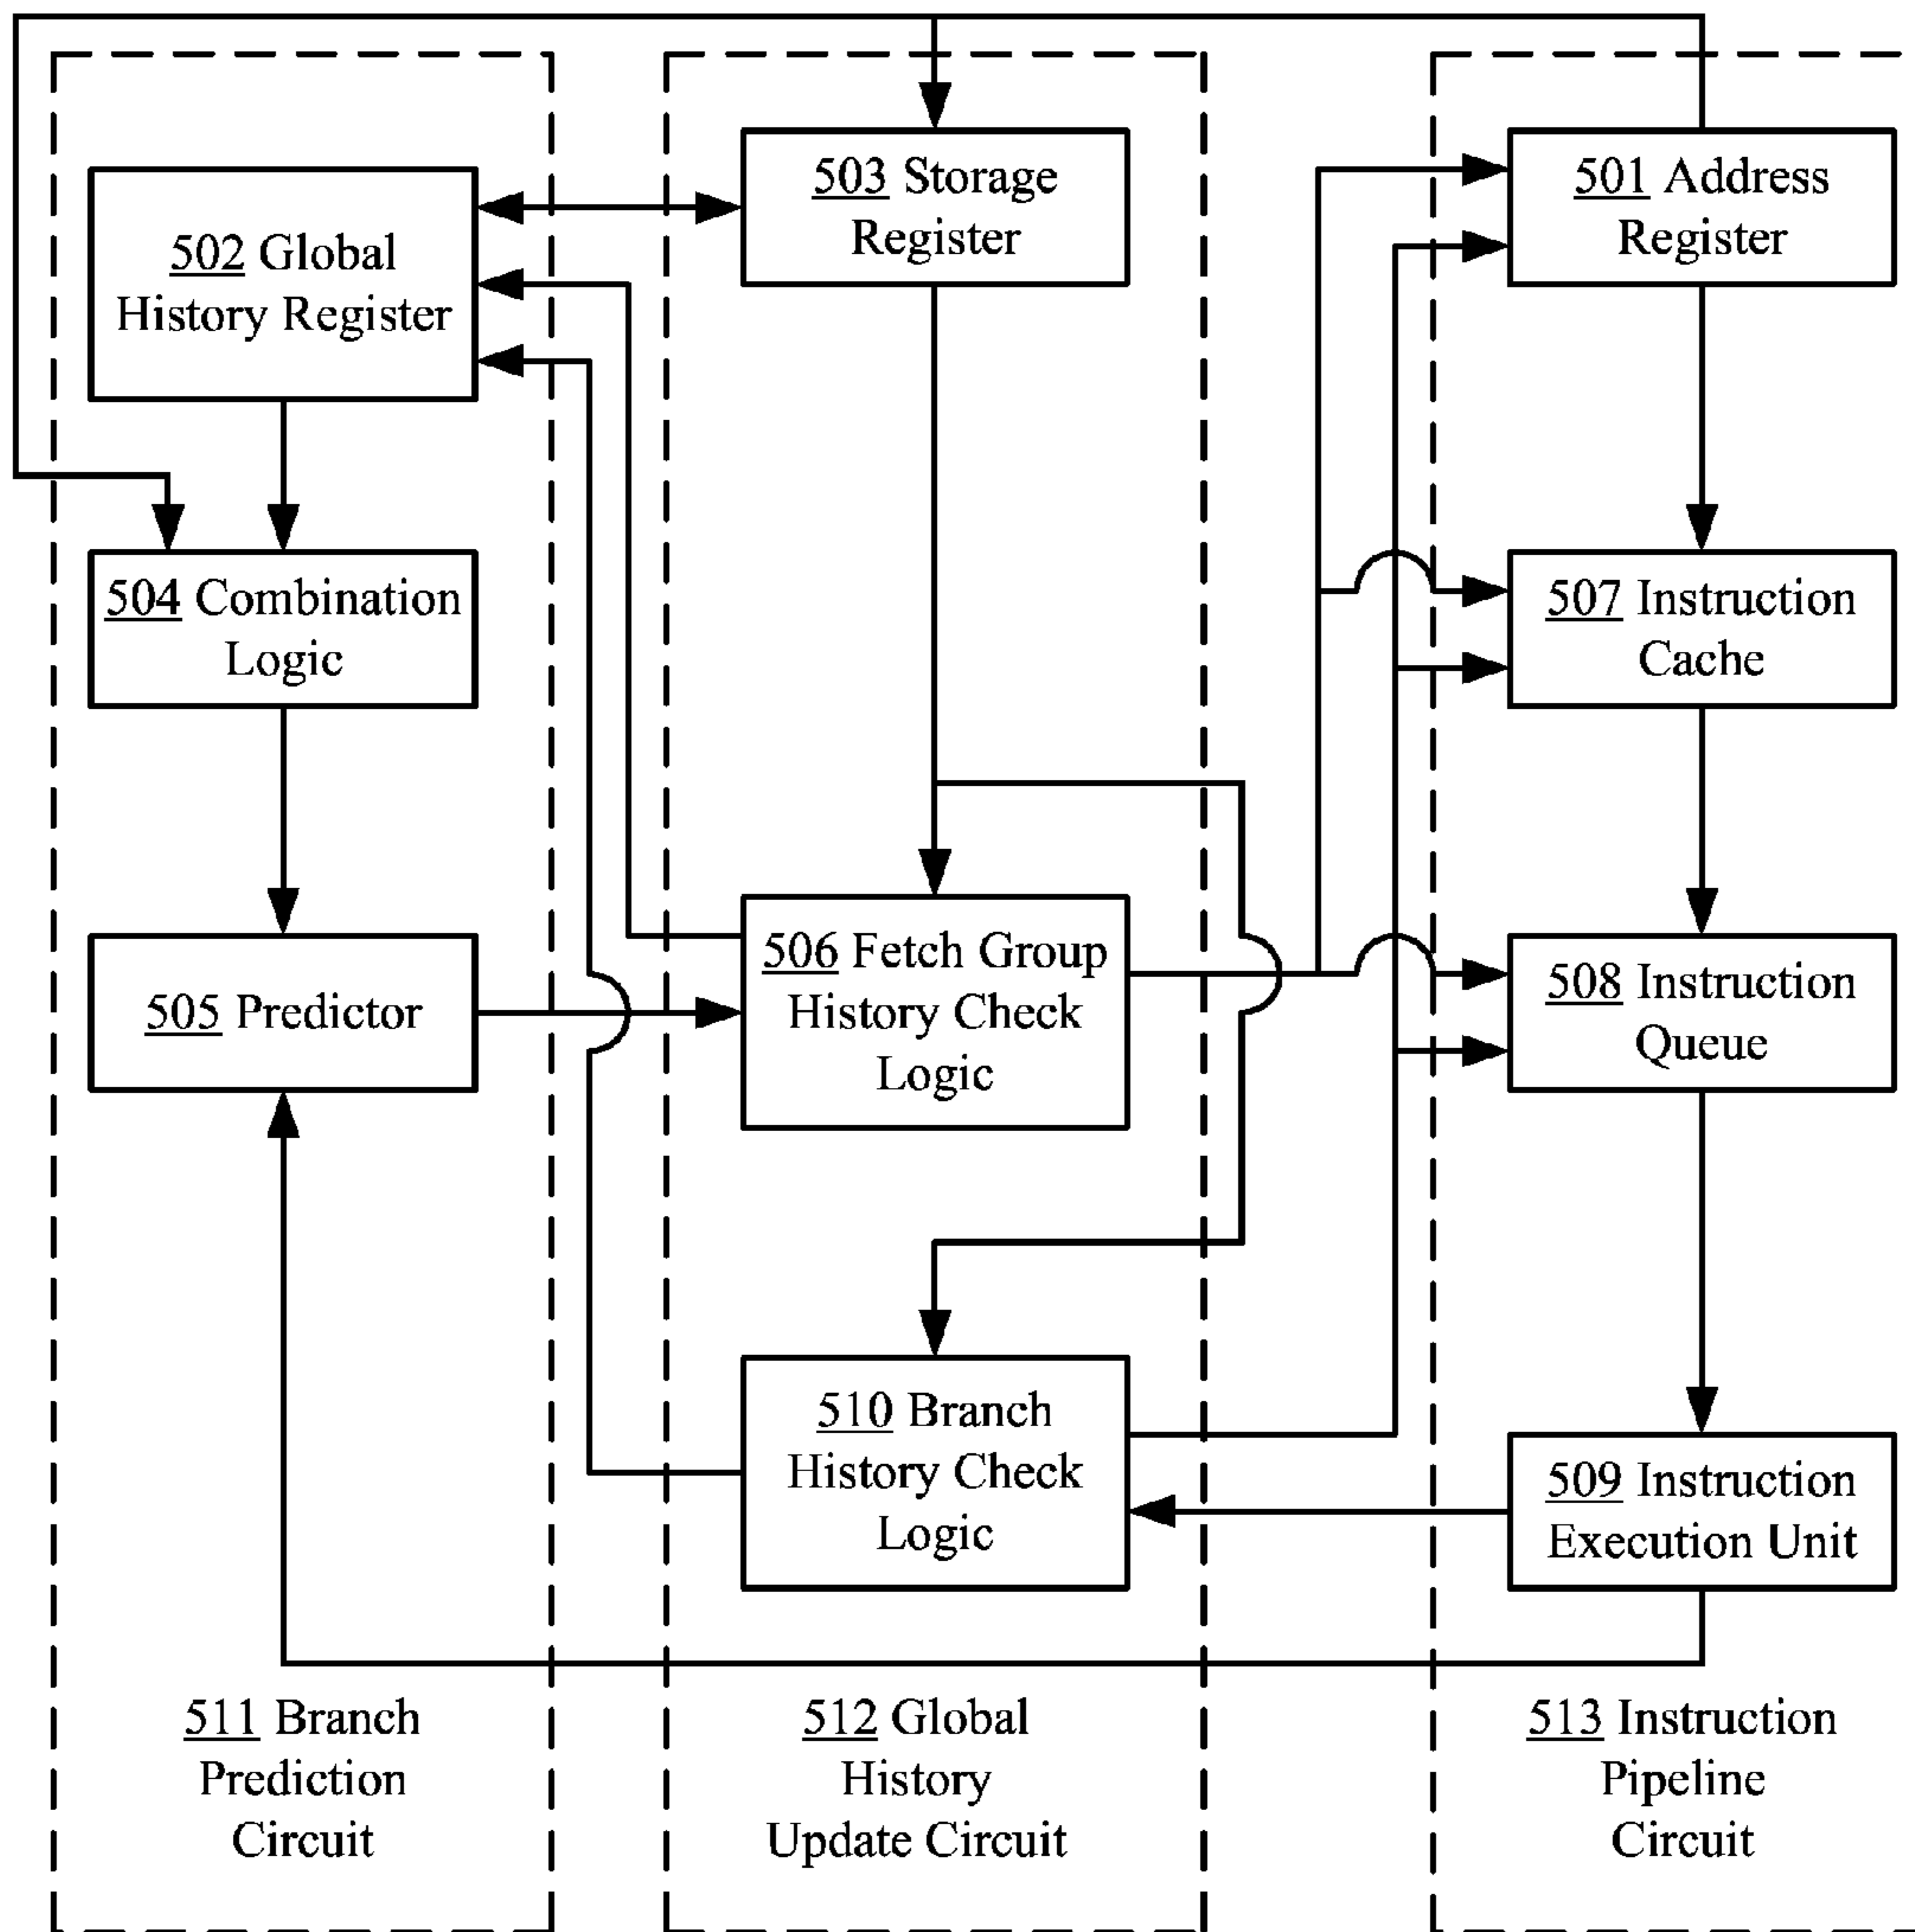 503 Storage
Register
501 Address
Register
502 Global
History Register
504 Combination
Logic
507 Instruction
Cache
505 Predictor
506 Fetch Group
History Check
Logic
508 Instruction
Queue
510 Branch
History Check
Logic
509 Instruction
Execution Unit
511 Branch
Prediction
Circuit
512 Global
History
Update Circuit
513 Instruction
Pipeline
Circuit